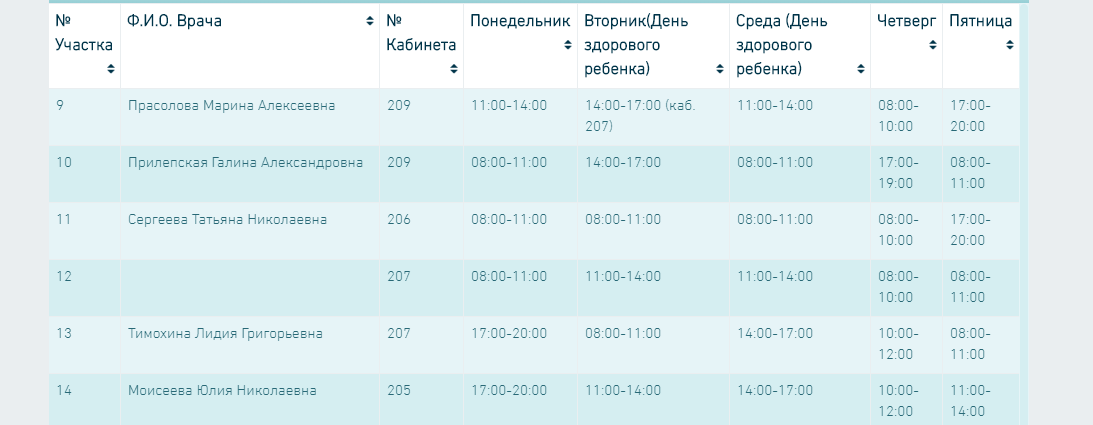 № Участка Ф.И.О. Врача № Кабинета Понедельник Вторник(День здорового ребенка) Среда (День здорового ребенка) Четверг Пятница
9 Прасолова Марина Алексеевна 209 11:00-14:00 14:00-17:00 (каб. 207) 11:00-14:00 08:00-10:00 17:00-20:00
10 Прилепская Галина Александровна 209 08:00-11:00 14:00-17:00 08:00-11:00 17:00-19:00 08:00-11:00
11 Сергеева Татьяна Николаевна 206 08:00-11:00 08:00-11:00 08:00-11:00 08:00-10:00 17:00-20:00
12 207 08:00-11:00 11:00-14:00 11:00-14:00 08:00-10:00 08:00-11:00
13 Тимохина Лидия Григорьевна 207 17:00-20:00 08:00-11:00 14:00-17:00 10:00-12:00 08:00-11:00
14 Моисеева Юлия Николаевна 205 17:00-20:00 11:00-14:00 14:00-17:00 10:00-12:00 11:00-14:00